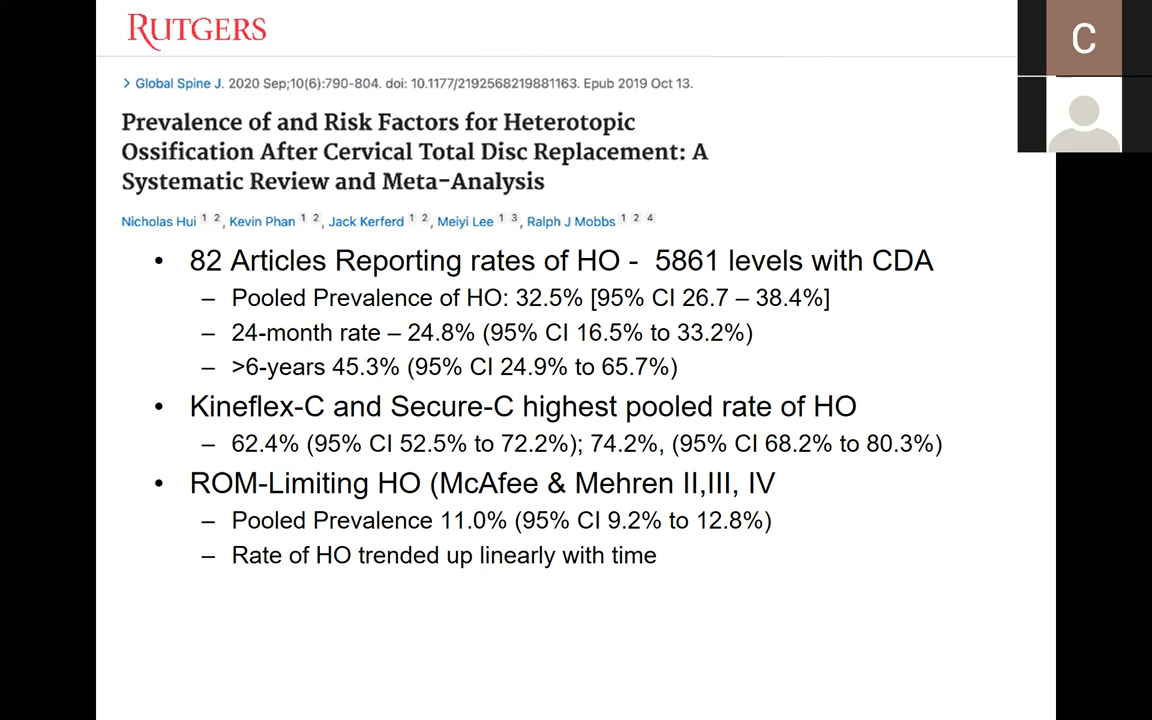 RUTGERS
C
> Global Spine J. 2020 Sep;10(6):790-804. doi: 10.1177/2192568219881163. Epub 2019 Oct 13.
Prevalence of and Risk Factors for Heterotopic
Ossification After Cervical Total Disc Replacement: A
Systematic Review and Meta-Analysis
Nicholas Hui 1 2, Kevin Phan 1 2, Jack Kerferd 1 2, Meiyi Lee 1 3, Ralph J Mobbs 1 2 4
• 82 Articles Reporting rates of HO - 5861 levels with CDA
– Pooled Prevalence of HO: 32.5% [95% CI 26.7 – 38.4%]
– 24-month rate – 24.8% (95% CI 16.5% to 33.2%)
– >6-years 45.3% (95% CI 24.9% to 65.7%)
• Kineflex-C and Secure-C highest pooled rate of HO
– 62.4% (95% CI 52.5% to 72.2%); 74.2%, (95% CI 68.2% to 80.3%)
• ROM-Limiting HO (McAfee & Mehren II,III, IV
– Pooled Prevalence 11.0% (95% CI 9.2% to 12.8%)
– Rate of HO trended up linearly with time